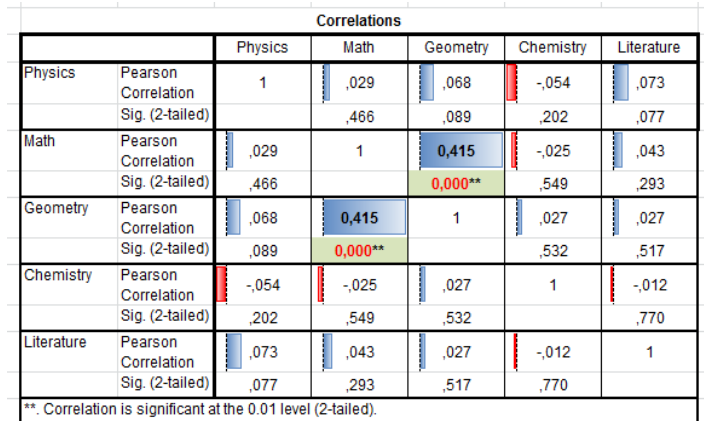 Correlations
Physics Math Geometry Chemistry Literature
Physics Pearson Correlation 1 ,029 ,068 -,054 ,073
Sig. (2-tailed) ,466 ,089 ,202 ,077
Math Pearson Correlation ,029 1 0,415 -,025 ,043
Sig. (2-tailed) ,466 0,000** ,549 ,293
Geometry Pearson Correlation ,068 0,415 1 ,027 ,027
Sig. (2-tailed) ,089 0,000** ,532 ,517
Chemistry Pearson Correlation -,054 -,025 ,027 1 -,012
Sig. (2-tailed) ,202 ,549 ,532 ,770
Literature Pearson Correlation ,073 ,043 ,027 -,012 1
Sig. (2-tailed) ,077 ,293 ,517 ,770
**. Correlation is significant at the 0.01 level (2-tailed).